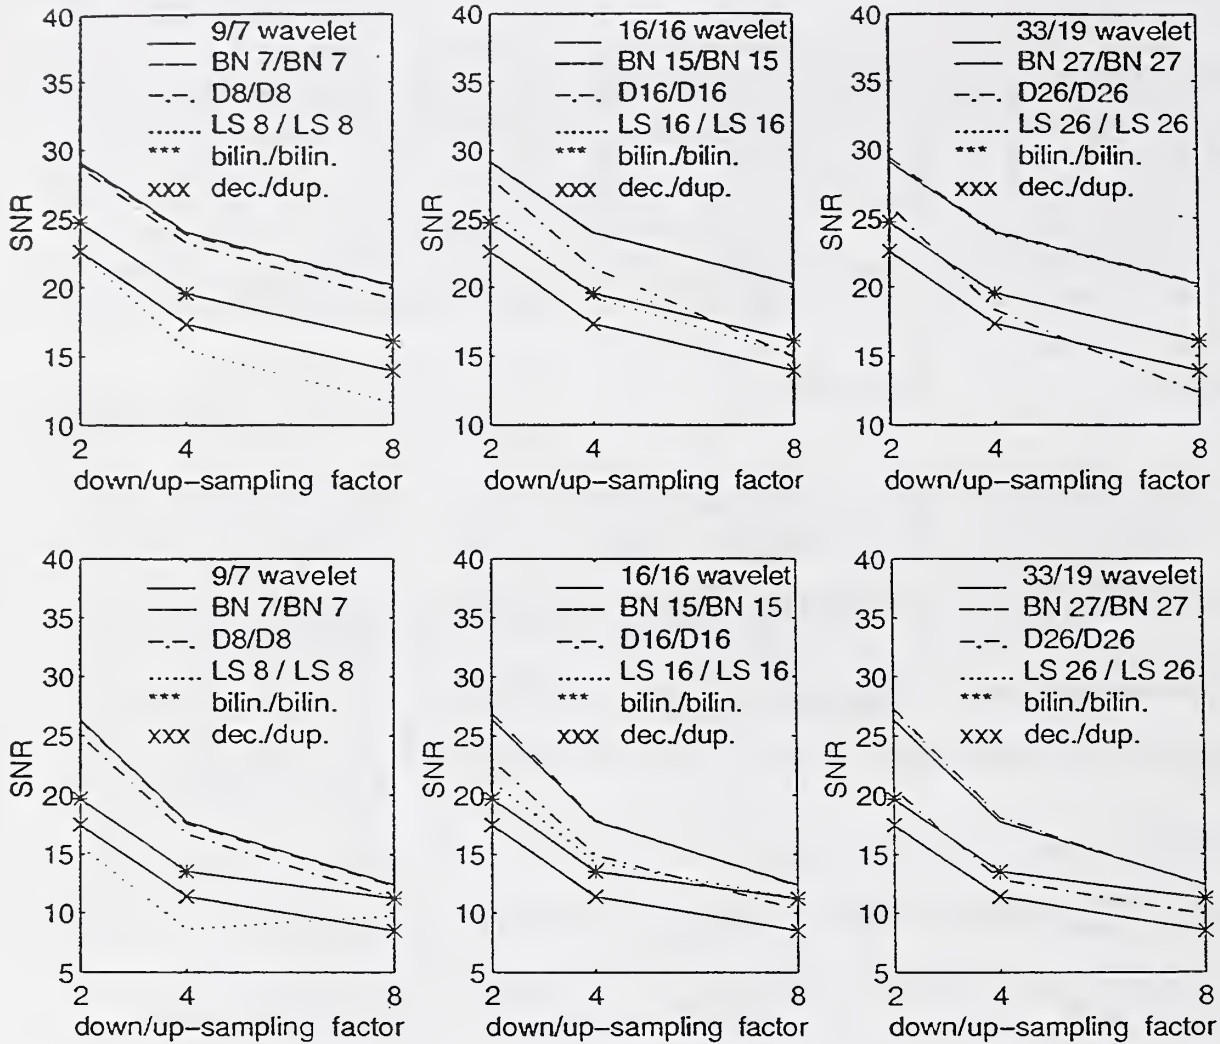 40
35
30
25
20
15
10
SNR
9/7 wavelet
BN 7/BN 7
D8/D8
LS 8 / LS 8
*** bilin./bilin.
xxx dec./dup.
2 4 8
down/up-sampling factor
40
35
30
25
20
15
10
SNR
16/16 wavelet
BN 15/BN 15
D16/D16
LS 16 / LS 16
*** bilin./bilin.
xxx dec./dup.
2 4 8
down/up-sampling factor
40
35
30
25
20
15
10
SNR
33/19 wavelet
BN 27/BN 27
D26/D26
LS 26 / LS 26
*** bilin./bilin.
xxx dec./dup.
2 4 8
down/up-sampling factor
40
35
30
25
20
15
10
5
SNR
9/7 wavelet
BN 7/BN 7
D8/D8
LS 8 / LS 8
*** bilin./bilin.
xxx dec./dup.
2 4 8
down/up-sampling factor
40
35
30
25
20
15
10
5
SNR
16/16 wavelet
BN 15/BN 15
D16/D16
LS 16 / LS 16
*** bilin./bilin.
xxx dec./dup.
2 4 8
down/up-sampling factor
40
35
30
25
20
15
10
5
SNR
33/19 wavelet
BN 27/BN 27
D26/D26
LS 26 / LS 26
*** bilin./bilin.
xxx dec./dup.
2 4 8
down/up-sampling factor